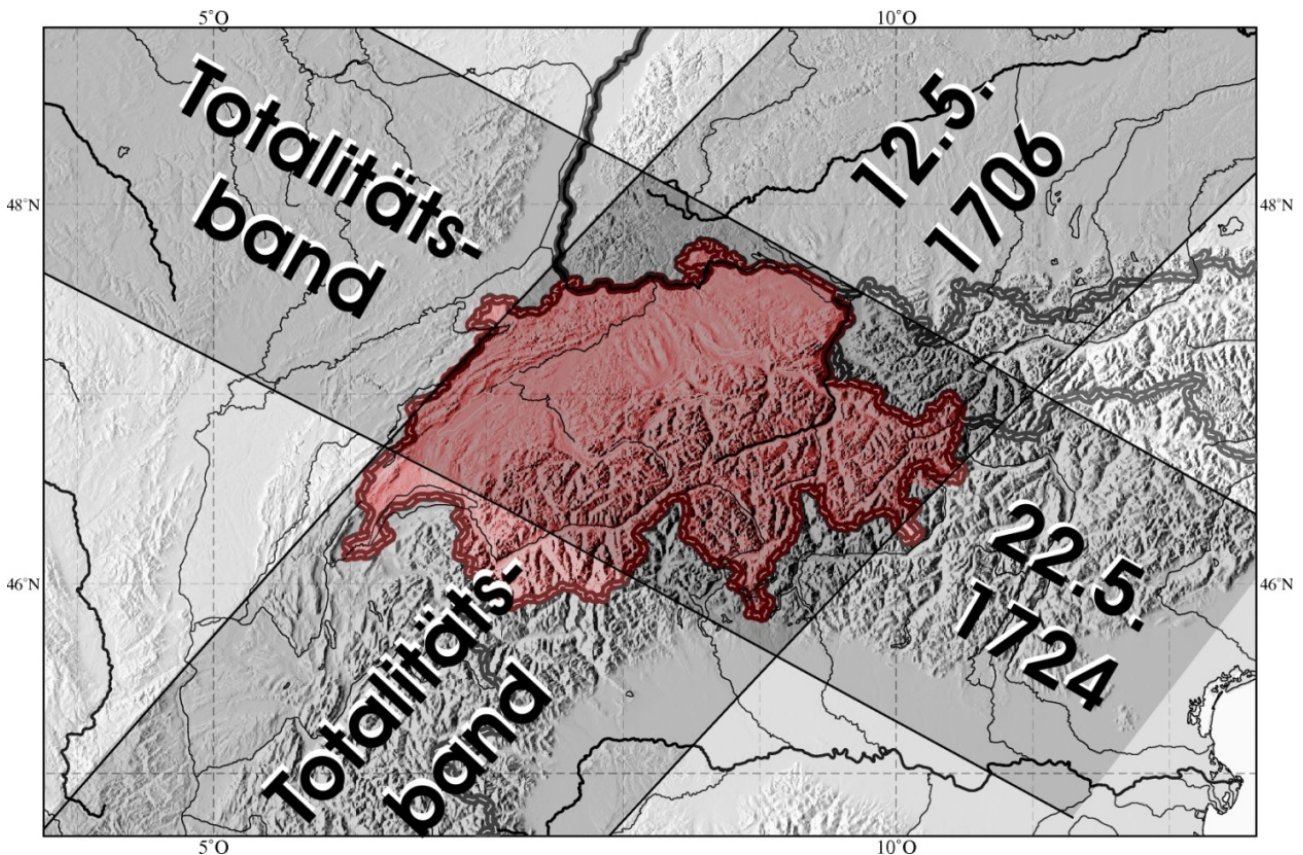 5°O
10°O
Totalitäts-
band
12.5.
1706
48°N
48°N
22.5.
1724
46°N
46°N
Totalitäts-
band
5°O
10°O